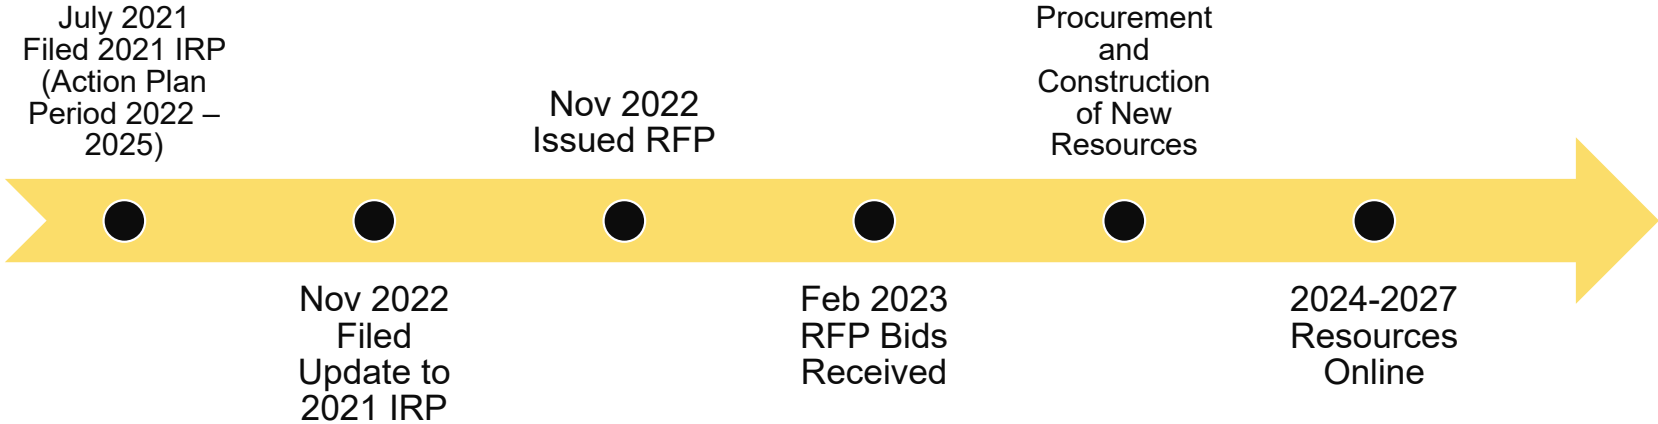 July 2021
Filed 2021 IRP
(Action Plan
Period 2022 –
2025)
Nov 2022
Filed
Update to
2021 IRP
Nov 2022
Issued RFP
Feb 2023
RFP Bids
Received
Procurement
and
Construction
of New
Resources
2024-2027
Resources
Online